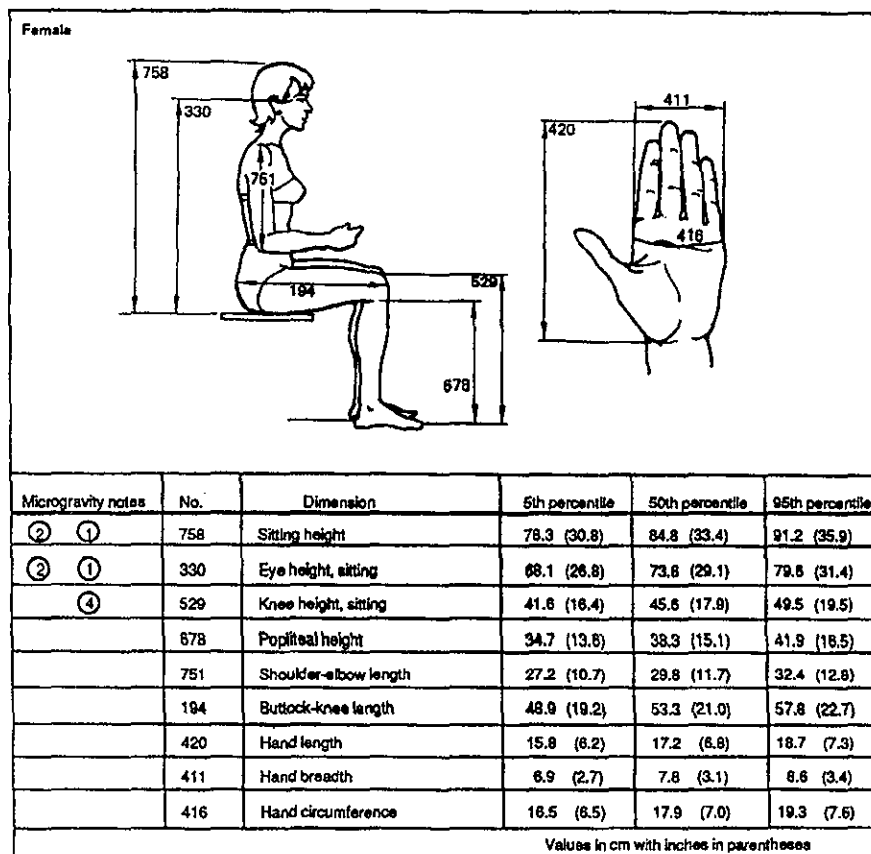 Female
758
330
751
194
529
678
411
420
416
Microgravity notes No. Dimension 5th percentile 50th percentile 95th percentile
2 1 758 Sitting height 78.3 (30.8) 84.8 (33.4) 91.2 (35.9)
2 1 330 Eye height, sitting 68.1 (26.8) 73.8 (29.1) 79.6 (31.4)
4 529 Knee height, sitting 41.6 (16.4) 45.6 (17.9) 49.5 (19.5)
678 Popliteal height 34.7 (13.6) 38.3 (15.1) 41.9 (16.5)
751 Shoulder-elbow length 27.2 (10.7) 29.8 (11.7) 32.4 (12.8)
194 Buttock-knee length 48.9 (19.2) 53.3 (21.0) 57.8 (22.7)
420 Hand length 15.8 (6.2) 17.2 (6.8) 18.7 (7.3)
411 Hand breadth 6.9 (2.7) 7.8 (3.1) 8.6 (3.4)
416 Hand circumference 16.5 (6.5) 17.9 (7.0) 19.3 (7.6)
Values in cm with inches in parentheses